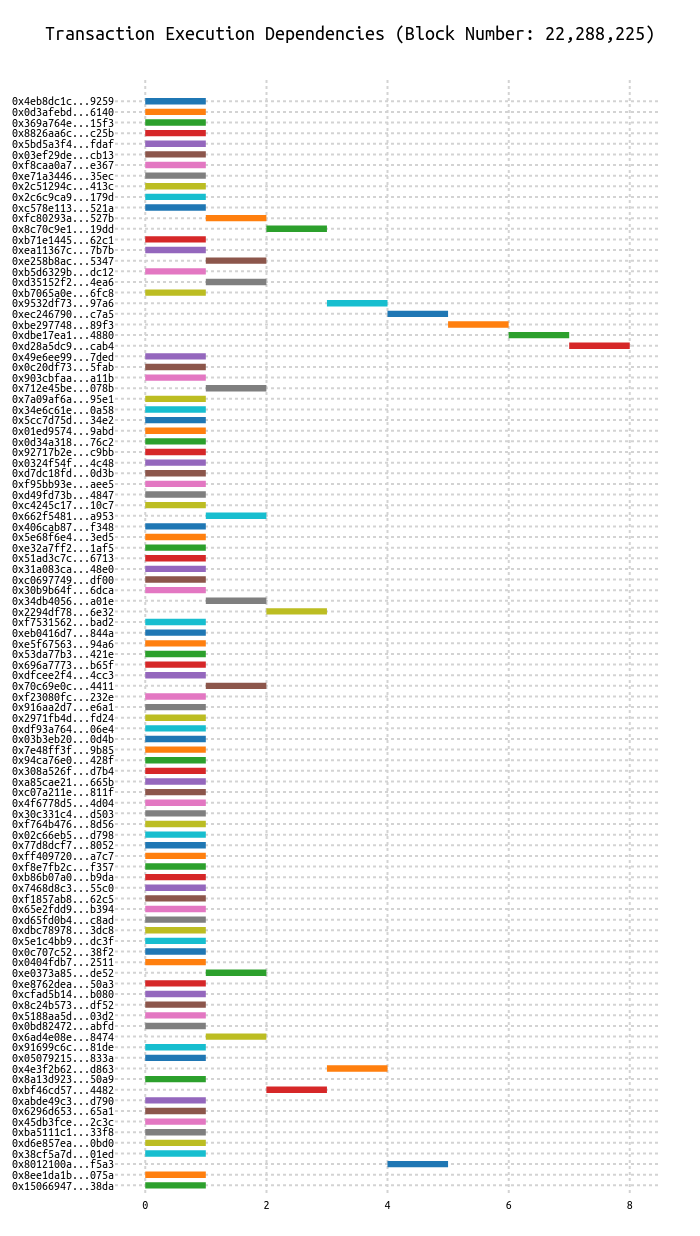 Transaction Execution Dependencies (Block Number: 22,288,225)
0x4eb8dc1c...9259
0x0d3afebd...6140
0x369a764e...15f3
0x8826aa6c...c25b
0x5bd5a3f4...fdaf
0x03ef29de...cb13
0xf8caa0a7...e367
0xe71a3446...35ec
0x2c51294c...413c
0x2c6c9ca9...179d
0xc578e113...521a
0xfc80293a...527b
0x8c70c9e1...19dd
0xb71e1445...62c1
0xea11367c...7b7b
0xe258b8ac...5347
0xb5d6329b...dc12
0xd35152f2...4ea6
0xb7065a0e...6fc8
0x9532df73...97a6
0xec246790...c7a5
0xbe297748...89f3
0xdbe17ea1...4880
0xd28a5dc9...cab4
0x49e6ee99...7ded
0x0c20df73...5fab
0x903cbfaa...a11b
0x712e45be...078b
0x7a09af6a...95e1
0x34e6c61e...0a58
0x5cc7d75d...34e2
0x01ed9574...9abd
0x0d34a318...76c2
0x92717b2e...c9bb
0x0324f54f...4c48
0xd7dc18fd...0d3b
0xf95bb93e...aee5
0xd49fd73b...4847
0xc4245c17...10c7
0x662f5481...a953
0x406cab87...f348
0x5e68f6e4...3ed5
0xe32a7ff2...1af5
0x51ad3c7c...6713
0x31a083ca...48e0
0xc0697749...df00
0x30b9b64f...6dca
0x34db4056...a01e
0x2294df78...6e32
0xf7531562...bad2
0xeb0416d7...844a
0xe5f67563...94a6
0x53da77b3...421e
0x696a7773...b65f
0xdfcee2f4...4cc3
0x70c69e0c...4411
0xf23080fc...232e
0x916aa2d7...e6a1
0x2971fb4d...fd24
0xdf93a764...06e4
0x03b3eb20...0d4b
0x7e48ff3f...9b85
0x94ca76e0...428f
0x308a526f...d7b4
0xa85cae21...665b
0xc07a211e...811f
0x4f6778d5...4d04
0x30c331c4...d503
0xf764b476...8d56
0x02c66eb5...d798
0x77d8dcf7...8052
0xff409720...a7c7
0xf8e7fb2c...f357
0xb86b07a0...b9da
0x7468d8c3...55c0
0xf1857ab8...62c5
0x65e2fdd9...b394
0xd65fd0b4...c8ad
0xdbc78978...3dc8
0x5e1c4bb9...dc3f
0x0c707c52...38f2
0x0404fdb7...2511
0xe0373a85...de52
0xe8762dea...50a3
0xcfad5b14...b080
0x8c24b573...df52
0x5188aa5d...03d2
0x0bd82472...abfd
0x6ad4e08e...8474
0x91699c6c...81de
0x05079215...833a
0x4e3f2b62...d863
0x8a13d923...50a9
0xbf46cd57...4482
0xabde49c3...d790
0x6296d653...65a1
0x45db3fce...2c3c
0xba5111c1...33f8
0xd6e857ea...0bd0
0x38cf5a7d...01ed
0x8012100a...f5a3
0x8ee1da1b...075a
0x15066947...38da
0 2 4 6 8